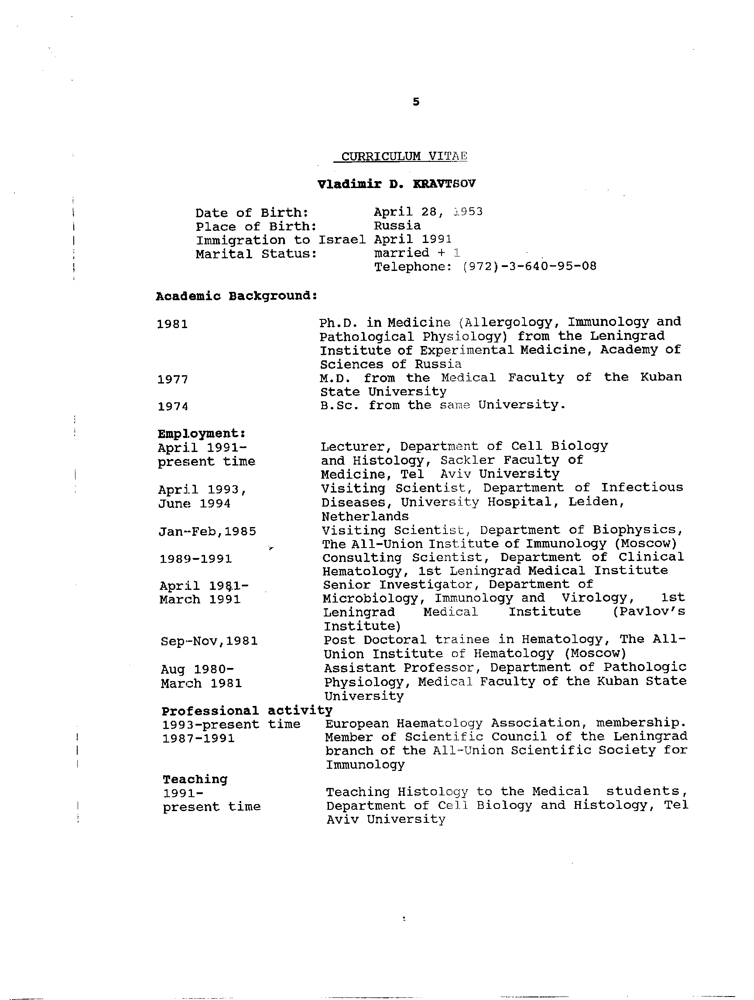 5
CURRICULUM VITAE
Vladimir D. KRAVTSOV
Date of Birth: April 28, 1953
Place of Birth: Russia
Immigration to Israel April 1991
Marital Status: married + 1
Telephone: (972)-3-640-95-08
Academic Background:
1981 Ph.D. in Medicine (Allergology, Immunology and
Pathological Physiology) from the Leningrad
Institute of Experimental Medicine, Academy of
Sciences of Russia
1977 M.D. from the Medical Faculty of the Kuban
State University
1974 B.Sc. from the same University.
Employment:
April 1991- Lecturer, Department of Cell Biology
present time and Histology, Sackler Faculty of
Medicine, Tel Aviv University
April 1993, Visiting Scientist, Department of Infectious
June 1994 Diseases, University Hospital, Leiden,
Netherlands
Jan-Feb,1985 Visiting Scientist, Department of Biophysics,
The All-Union Institute of Immunology (Moscow)
1989-1991 Consulting Scientist, Department of Clinical
Hematology, 1st Leningrad Medical Institute
April 1981- Senior Investigator, Department of
March 1991 Microbiology, Immunology and Virology, 1st
Leningrad Medical Institute (Pavlov's
Institute)
Sep-Nov,1981 Post Doctoral trainee in Hematology, The All-
Union Institute of Hematology (Moscow)
Aug 1980- Assistant Professor, Department of Pathologic
March 1981 Physiology, Medical Faculty of the Kuban State
University
Professional activity
1993-present time European Haematology Association, membership.
1987-1991 Member of Scientific Council of the Leningrad
branch of the All-Union Scientific Society for
Immunology
Teaching
1991- Teaching Histology to the Medical students,
present time Department of Cell Biology and Histology, Tel
Aviv University